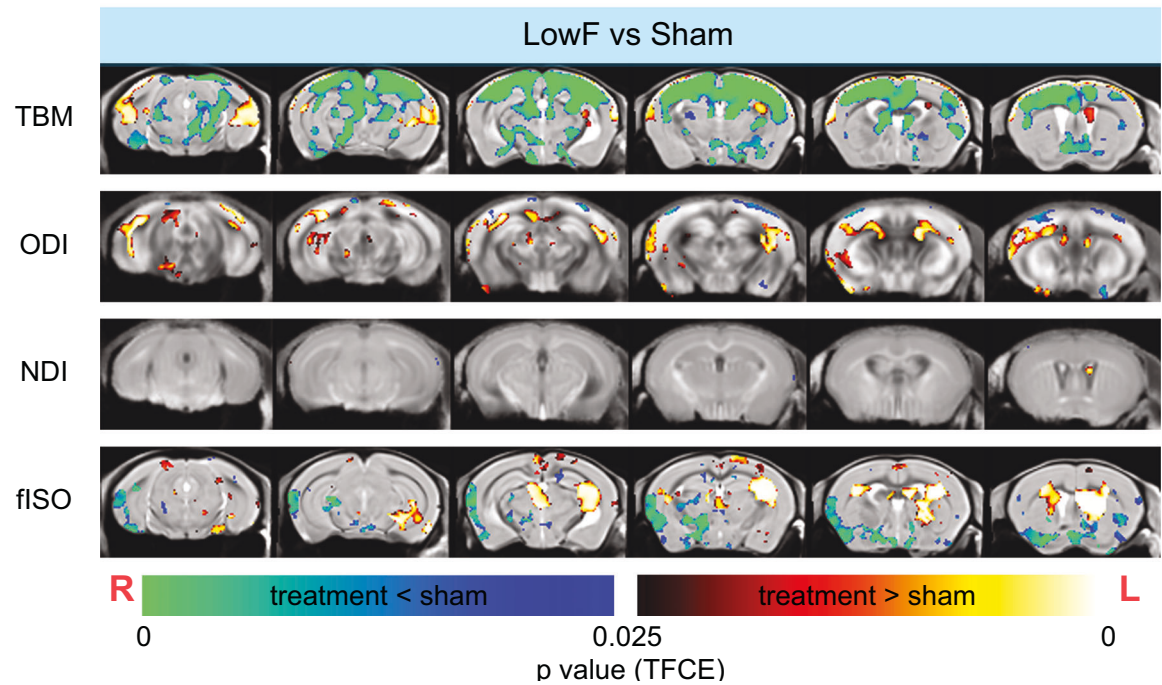 LowF vs Sham
TBM
ODI
NDI
fISO
R treatment < sham treatment > sham L
0 0.025 0
p value (TFCE)